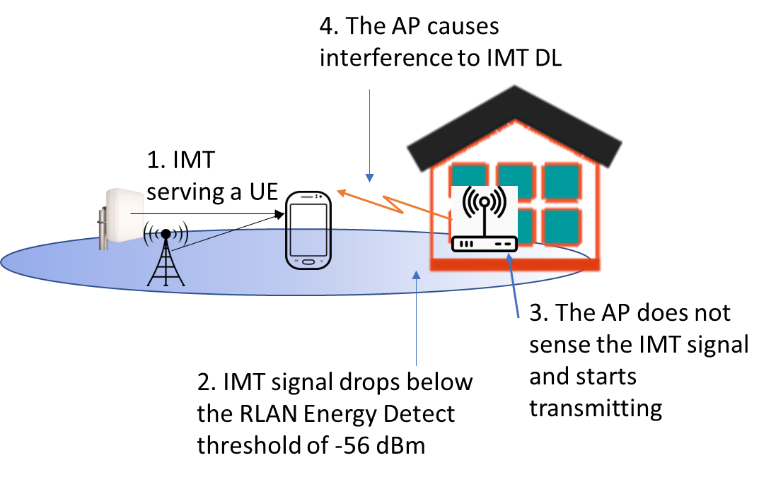 4. The AP causes
interference to IMT DL
1. IMT
serving a UE
3. The AP does not
sense the IMT signal
and starts
transmitting
2. IMT signal drops below
the RLAN Energy Detect
threshold of -56 dBm